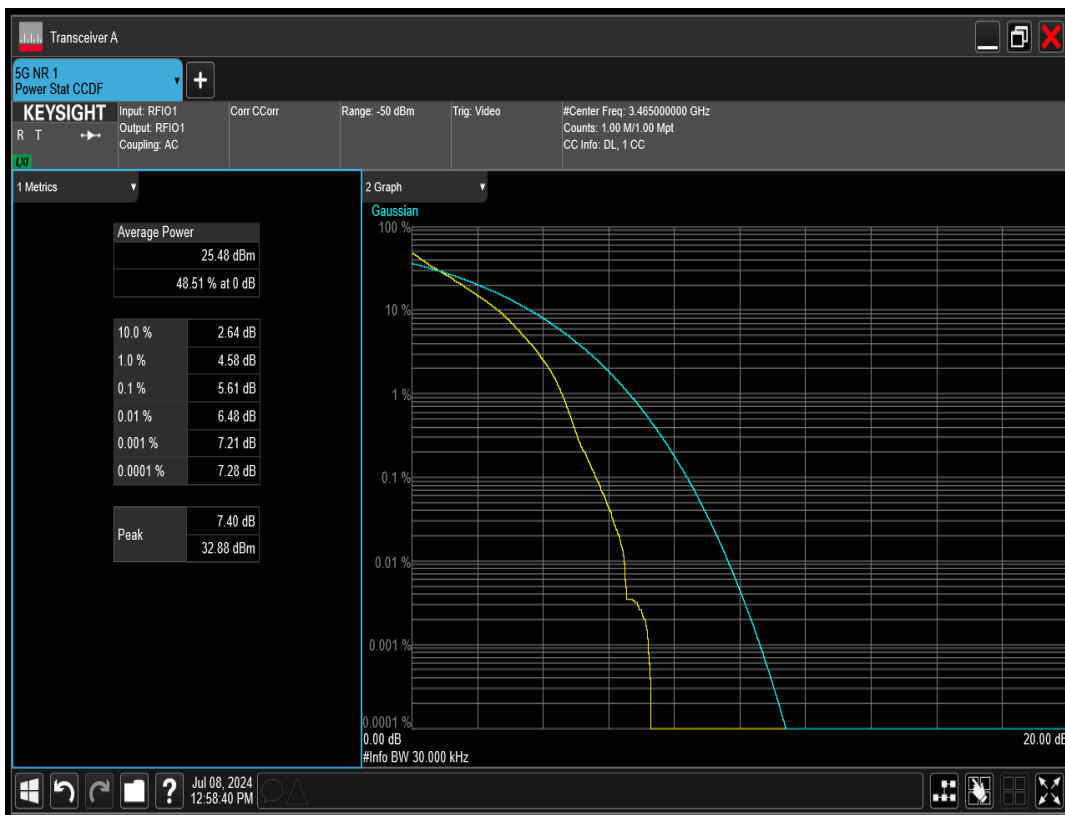 Transceiver A
5G NR 1
Power Stat CCDF
+
KEYSIGHT
R T
LXI
Input: RFIO1
Output: RFIO1
Coupling: AC
Corr CCorr
Range: -50 dBm
Trig: Video
#Center Freq: 3.465000000 GHz
Counts: 1.00 M/1.00 Mpt
CC Info: DL, 1 CC
1 Metrics
Average Power
25.48 dBm
48.51 % at 0 dB
10.0 % 2.64 dB
1.0 % 4.58 dB
0.1 % 5.61 dB
0.01 % 6.48 dB
0.001 % 7.21 dB
0.0001 % 7.28 dB
Peak
7.40 dB
32.88 dBm
2 Graph
Gaussian
100 %
10 %
1 %
0.1 %
0.01 %
0.001 %
0.0001 %
0.00 dB
20.00 dB
#Info BW 30.000 kHz
?
Jul 08, 2024
12:58:40 PM